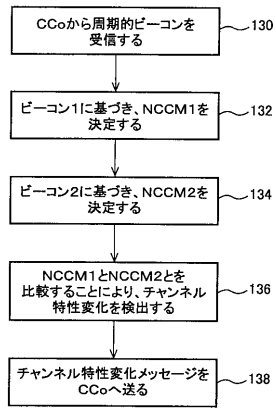 CCoから周期的ビーコンを
受信する
130
ビーコン1に基づき、NCCM1を
決定する
132
ビーコン2に基づき、NCCM2を
決定する
134
NCCM1とNCCM2とを
比較することにより、チャンネル
特性変化を検出する
136
チャンネル特性変化メッセージを
CCoへ送る
138